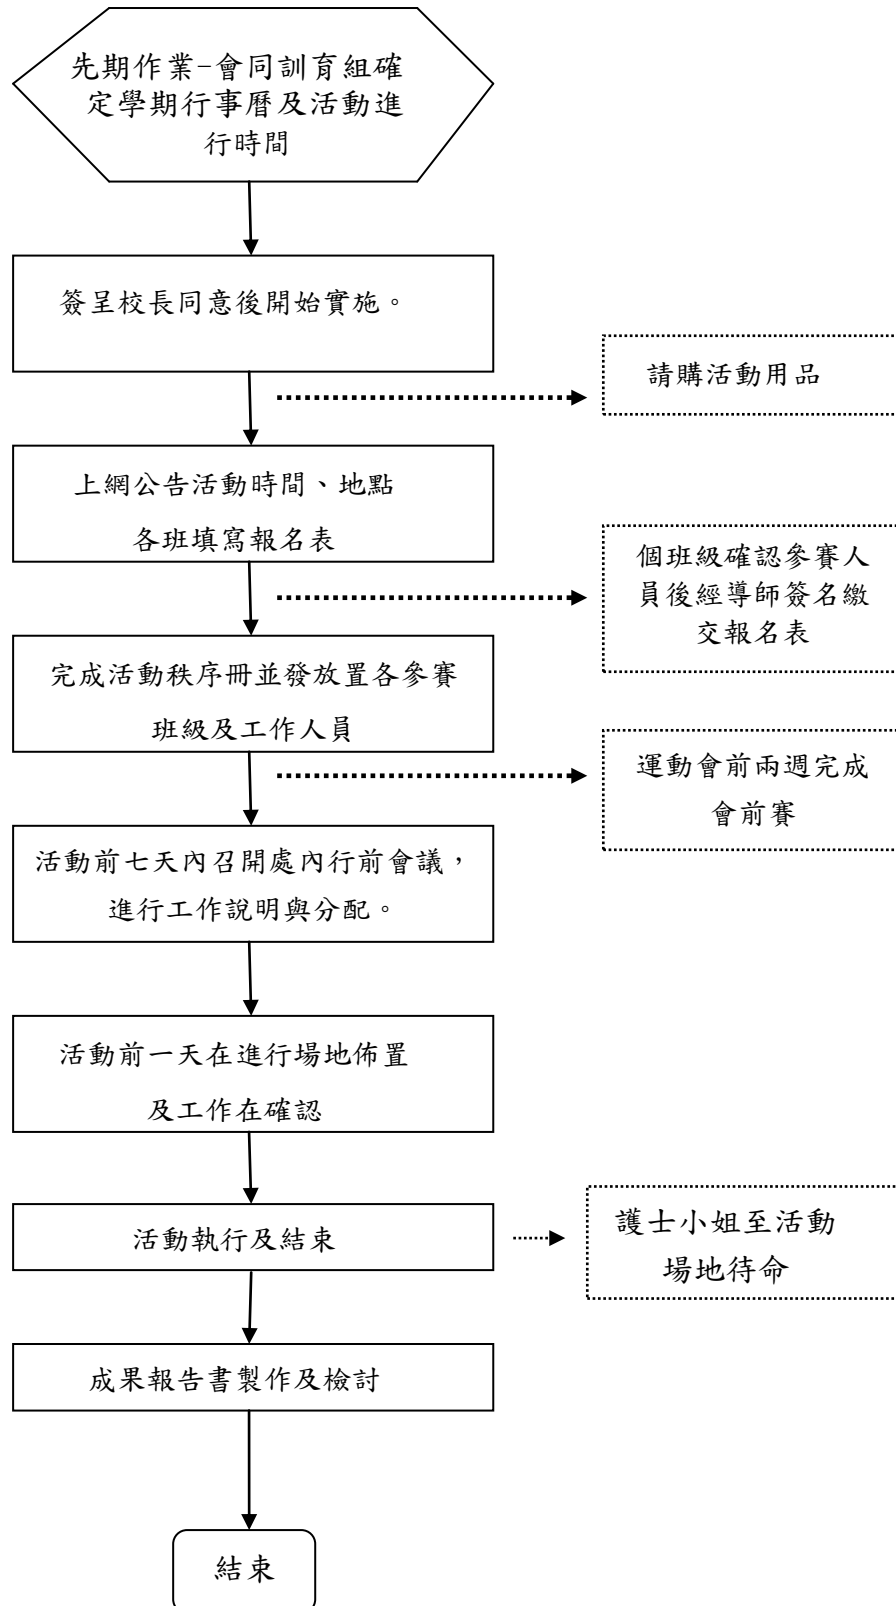 先期作業-會同訓育組確
定學期行事曆及活動進
行時間
簽呈校長同意後開始實施。
請購活動用品
上網公告活動時間、地點
各班填寫報名表
個班級確認參賽人
員後經導師簽名繳
交報名表
完成活動秩序冊並發放置各參賽
班級及工作人員
運動會前兩週完成
會前賽
活動前七天內召開處內行前會議，
進行工作說明與分配。
活動前一天在進行場地佈置
及工作在確認
活動執行及結束
護士小姐至活動
場地待命
成果報告書製作及檢討
結束